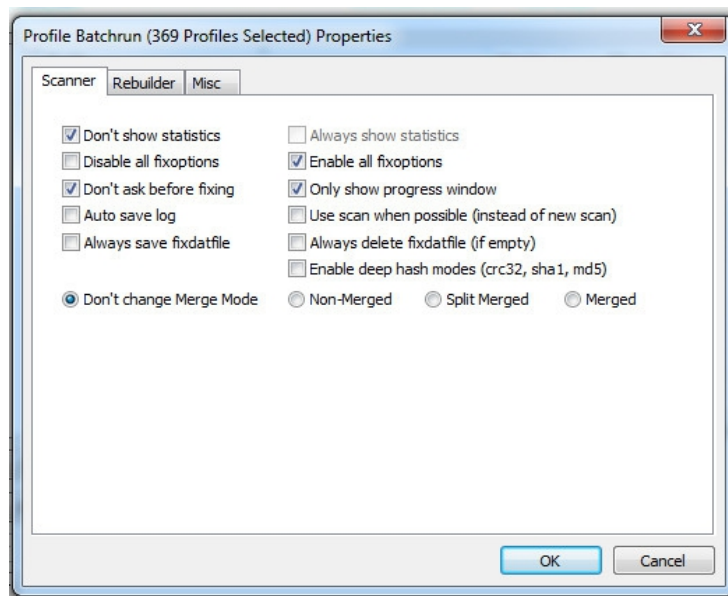 Profile Batchrun (369 Profiles Selected) Properties
Scanner Rebuilder Misc
Don't show statistics Always show statistics
Disable all fixoptions Enable all fixoptions
Don't ask before fixing Only show progress window
Auto save log Use scan when possible (instead of new scan)
Always save fixdatfile Always delete fixdatfile (if empty)
Enable deep hash modes (crc32, sha1, md5)
Don't change Merge Mode Non-Merged Split Merged Merged
OK Cancel